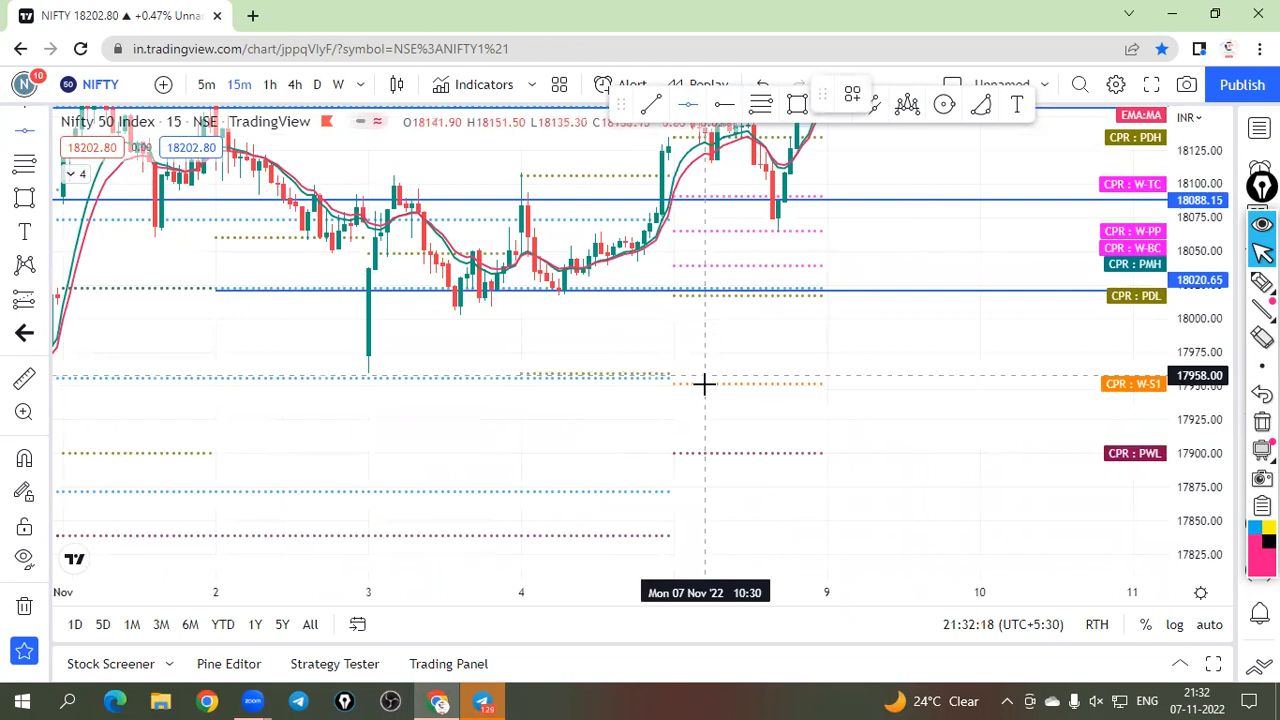 NIFTY 18202.80 ▲ +0.47% Unna
in.tradingview.com/chart/jppqVlyF/?symbol=NSE%3ANIFTY1%21
N 10 50 NIFTY 5m 15m 1h 4h D W Indicators Alert Replay Unnamed Publish
Nifty 50 Index · 15 · NSE · TradingView
INR
EMA:MA
CPR : PDH
18202.80 0.00 18202.80
4
18125.00
18100.00
CPR : W-TC
18088.15
18075.00
CPR : W-PP
CPR : W-BC
18050.00
PMH
18020.65
CPR : PDL
18000.00
17975.00
17958.00
CPR : W-S1
17925.00
CPR : PWL
17900.00
17875.00
17850.00
17825.00
Nov 2 3 4 Mon 07 Nov '22 10:30 9 10 11
1D 5D 1M 3M 6M YTD 1Y 5Y All 21:32:18 (UTC+5:30) RTH % log auto
Stock Screener Pine Editor Strategy Tester Trading Panel
zoom 129 24°C Clear ENG 21:32
07-11-2022